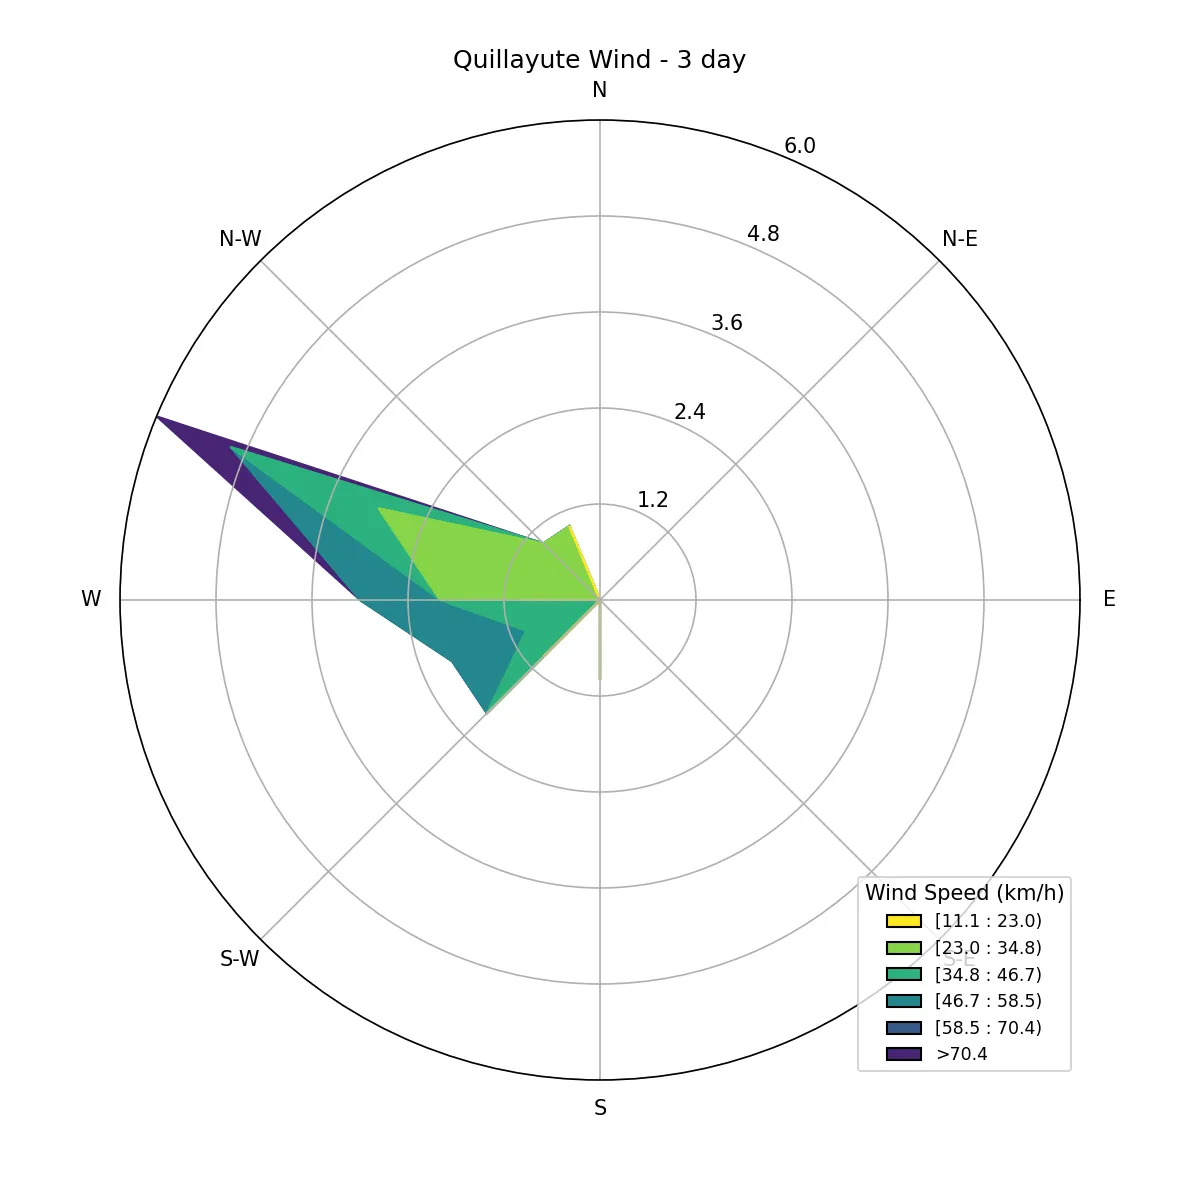 Quillayute Wind - 3 day
N
6.0
N-W
4.8
N-E
3.6
2.4
1.2
W
E
Wind Speed (km/h)
[11.1 : 23.0)
[23.0 : 34.8)
S-W
S-E
[34.8 : 46.7)
[46.7 : 58.5)
[58.5 : 70.4)
>70.4
S